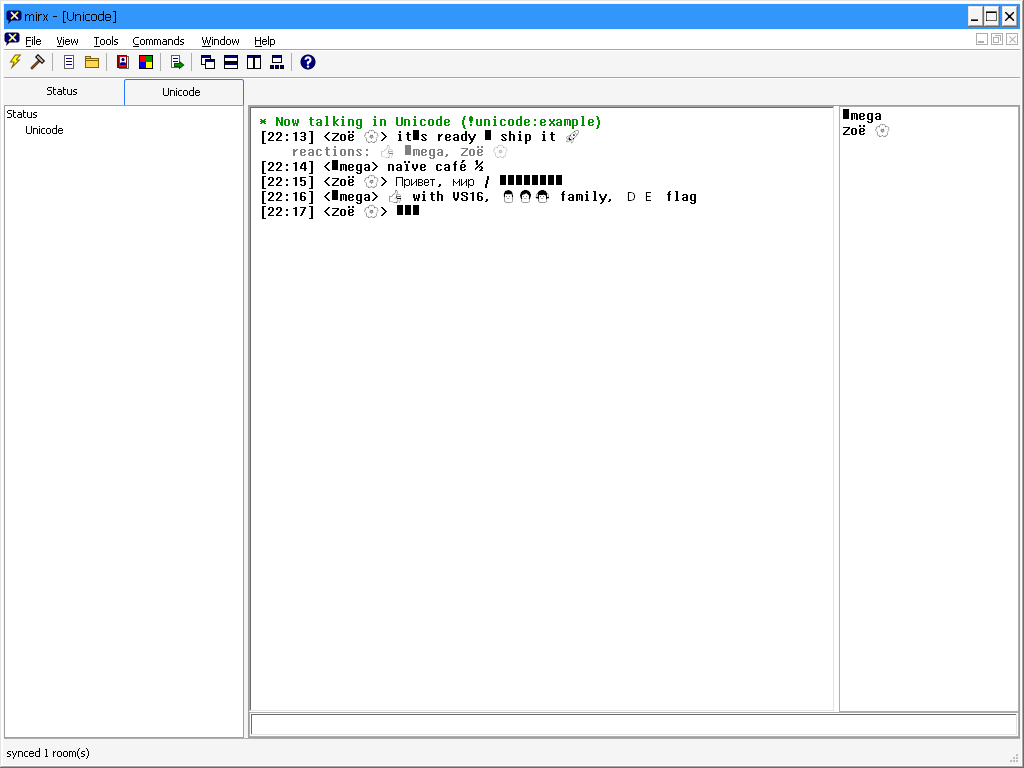 mirx - [Unicode]
File View Tools Commands Window Help
Status Unicode
Status
Unicode
* Now talking in Unicode (!unicode:example)
[22:13] <Zoë 🌸> it■s ready ■ ship it 🚀
reactions: 👍 ■mega, Zoë 🌸
[22:14] <■mega> naïve café ½
[22:15] <Zoë 🌸> Привет, мир / ■■■■■■■■
[22:16] <■mega> 👍 with VS16, 👨👩👧 family, D E flag
[22:17] <Zoë 🌸> ■■■
■mega
Zoë 🌸
synced 1 room(s)